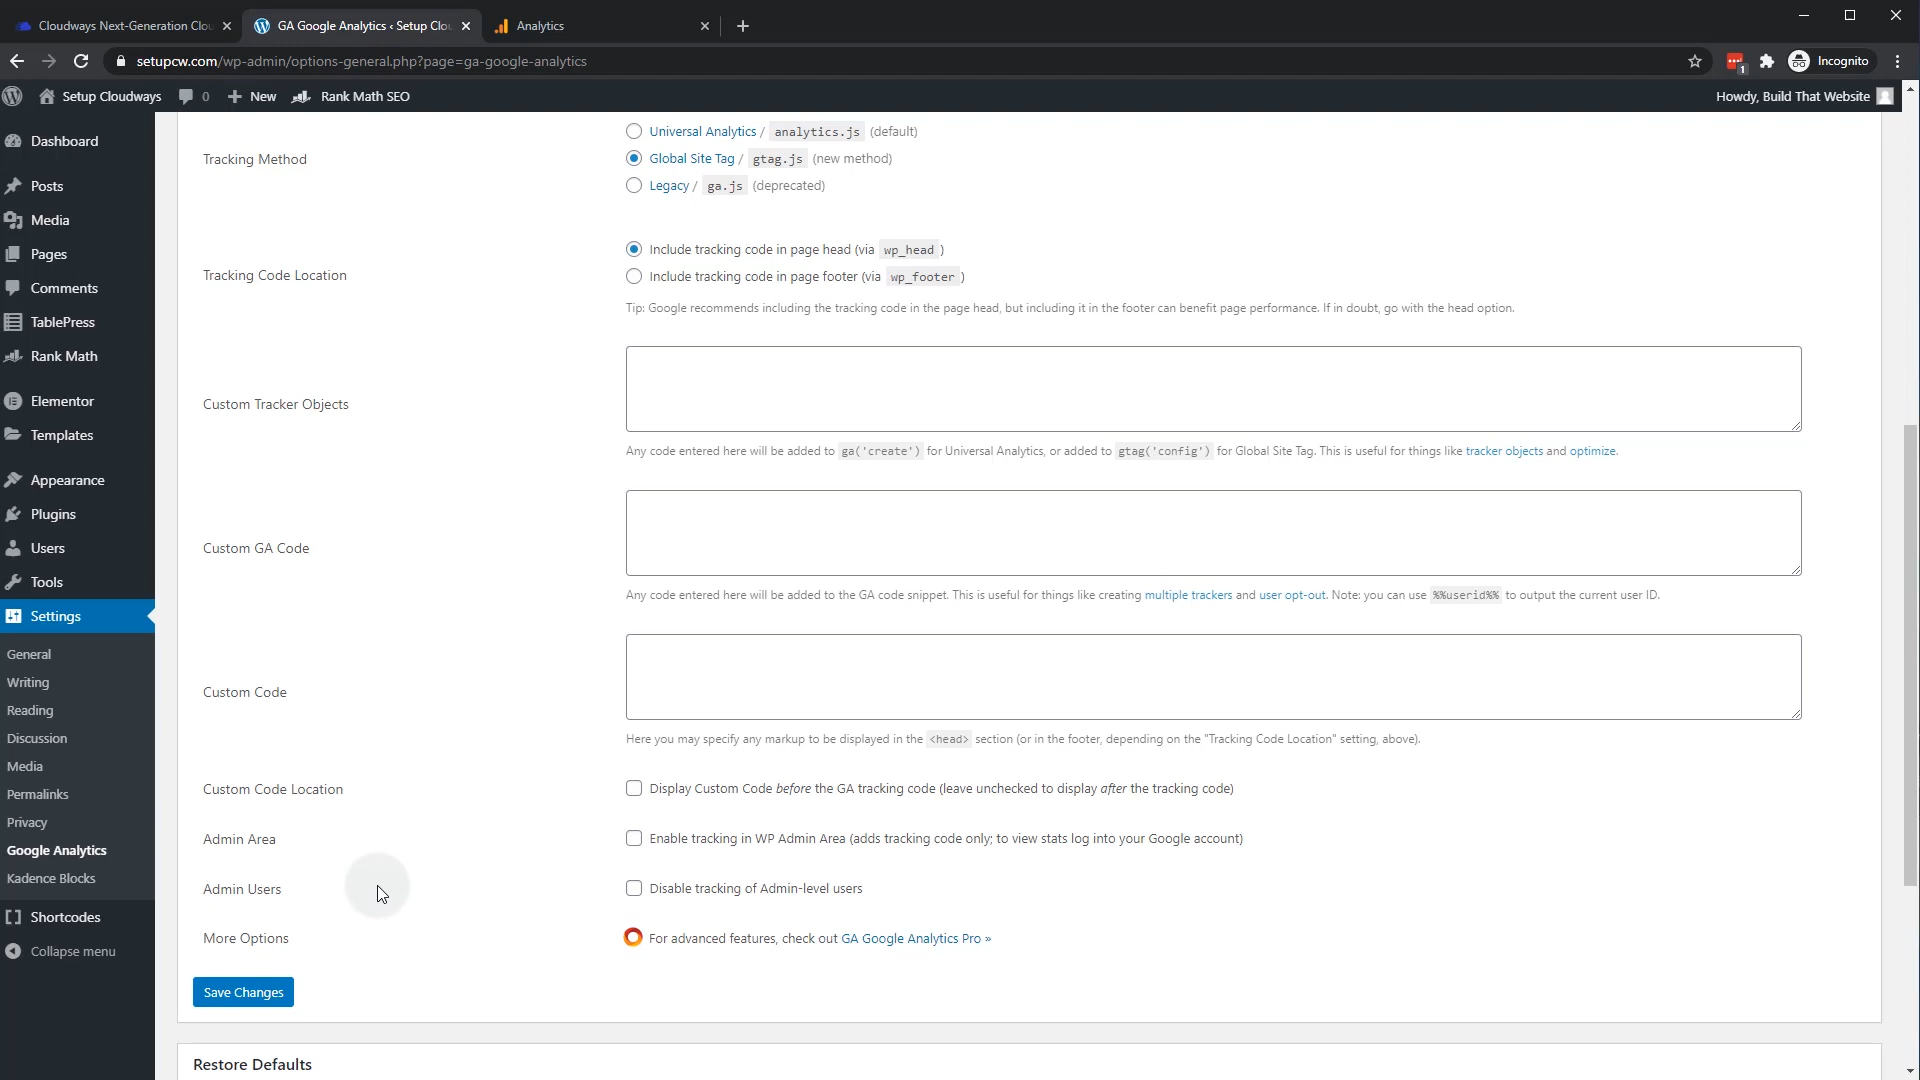 Cloudways Next-Generation Clou
GA Google Analytics ‹ Setup Clou
Analytics
setupcw.com/wp-admin/options-general.php?page=ga-google-analytics
1
Incognito
Setup Cloudways
0
New
Rank Math SEO
Howdy, Build That Website
Dashboard
Posts
Media
Pages
Comments
TablePress
Rank Math
Elementor
Templates
Appearance
Plugins
Users
Tools
Settings
General
Writing
Reading
Discussion
Media
Permalinks
Privacy
Google Analytics
Kadence Blocks
Shortcodes
Collapse menu
Tracking Method
Universal Analytics / analytics.js (default)
Global Site Tag / gtag.js (new method)
Legacy / ga.js (deprecated)
Tracking Code Location
Include tracking code in page head (via wp_head )
Include tracking code in page footer (via wp_footer )
Tip: Google recommends including the tracking code in the page head, but including it in the footer can benefit page performance. If in doubt, go with the head option.
Custom Tracker Objects
Any code entered here will be added to ga('create') for Universal Analytics, or added to gtag('config') for Global Site Tag. This is useful for things like tracker objects and optimize.
Custom GA Code
Any code entered here will be added to the GA code snippet. This is useful for things like creating multiple trackers and user opt-out. Note: you can use %%userid%% to output the current user ID.
Custom Code
Here you may specify any markup to be displayed in the <head> section (or in the footer, depending on the "Tracking Code Location" setting, above).
Custom Code Location
Display Custom Code before the GA tracking code (leave unchecked to display after the tracking code)
Admin Area
Enable tracking in WP Admin Area (adds tracking code only; to view stats log into your Google account)
Admin Users
Disable tracking of Admin-level users
More Options
For advanced features, check out GA Google Analytics Pro »
Save Changes
Restore Defaults